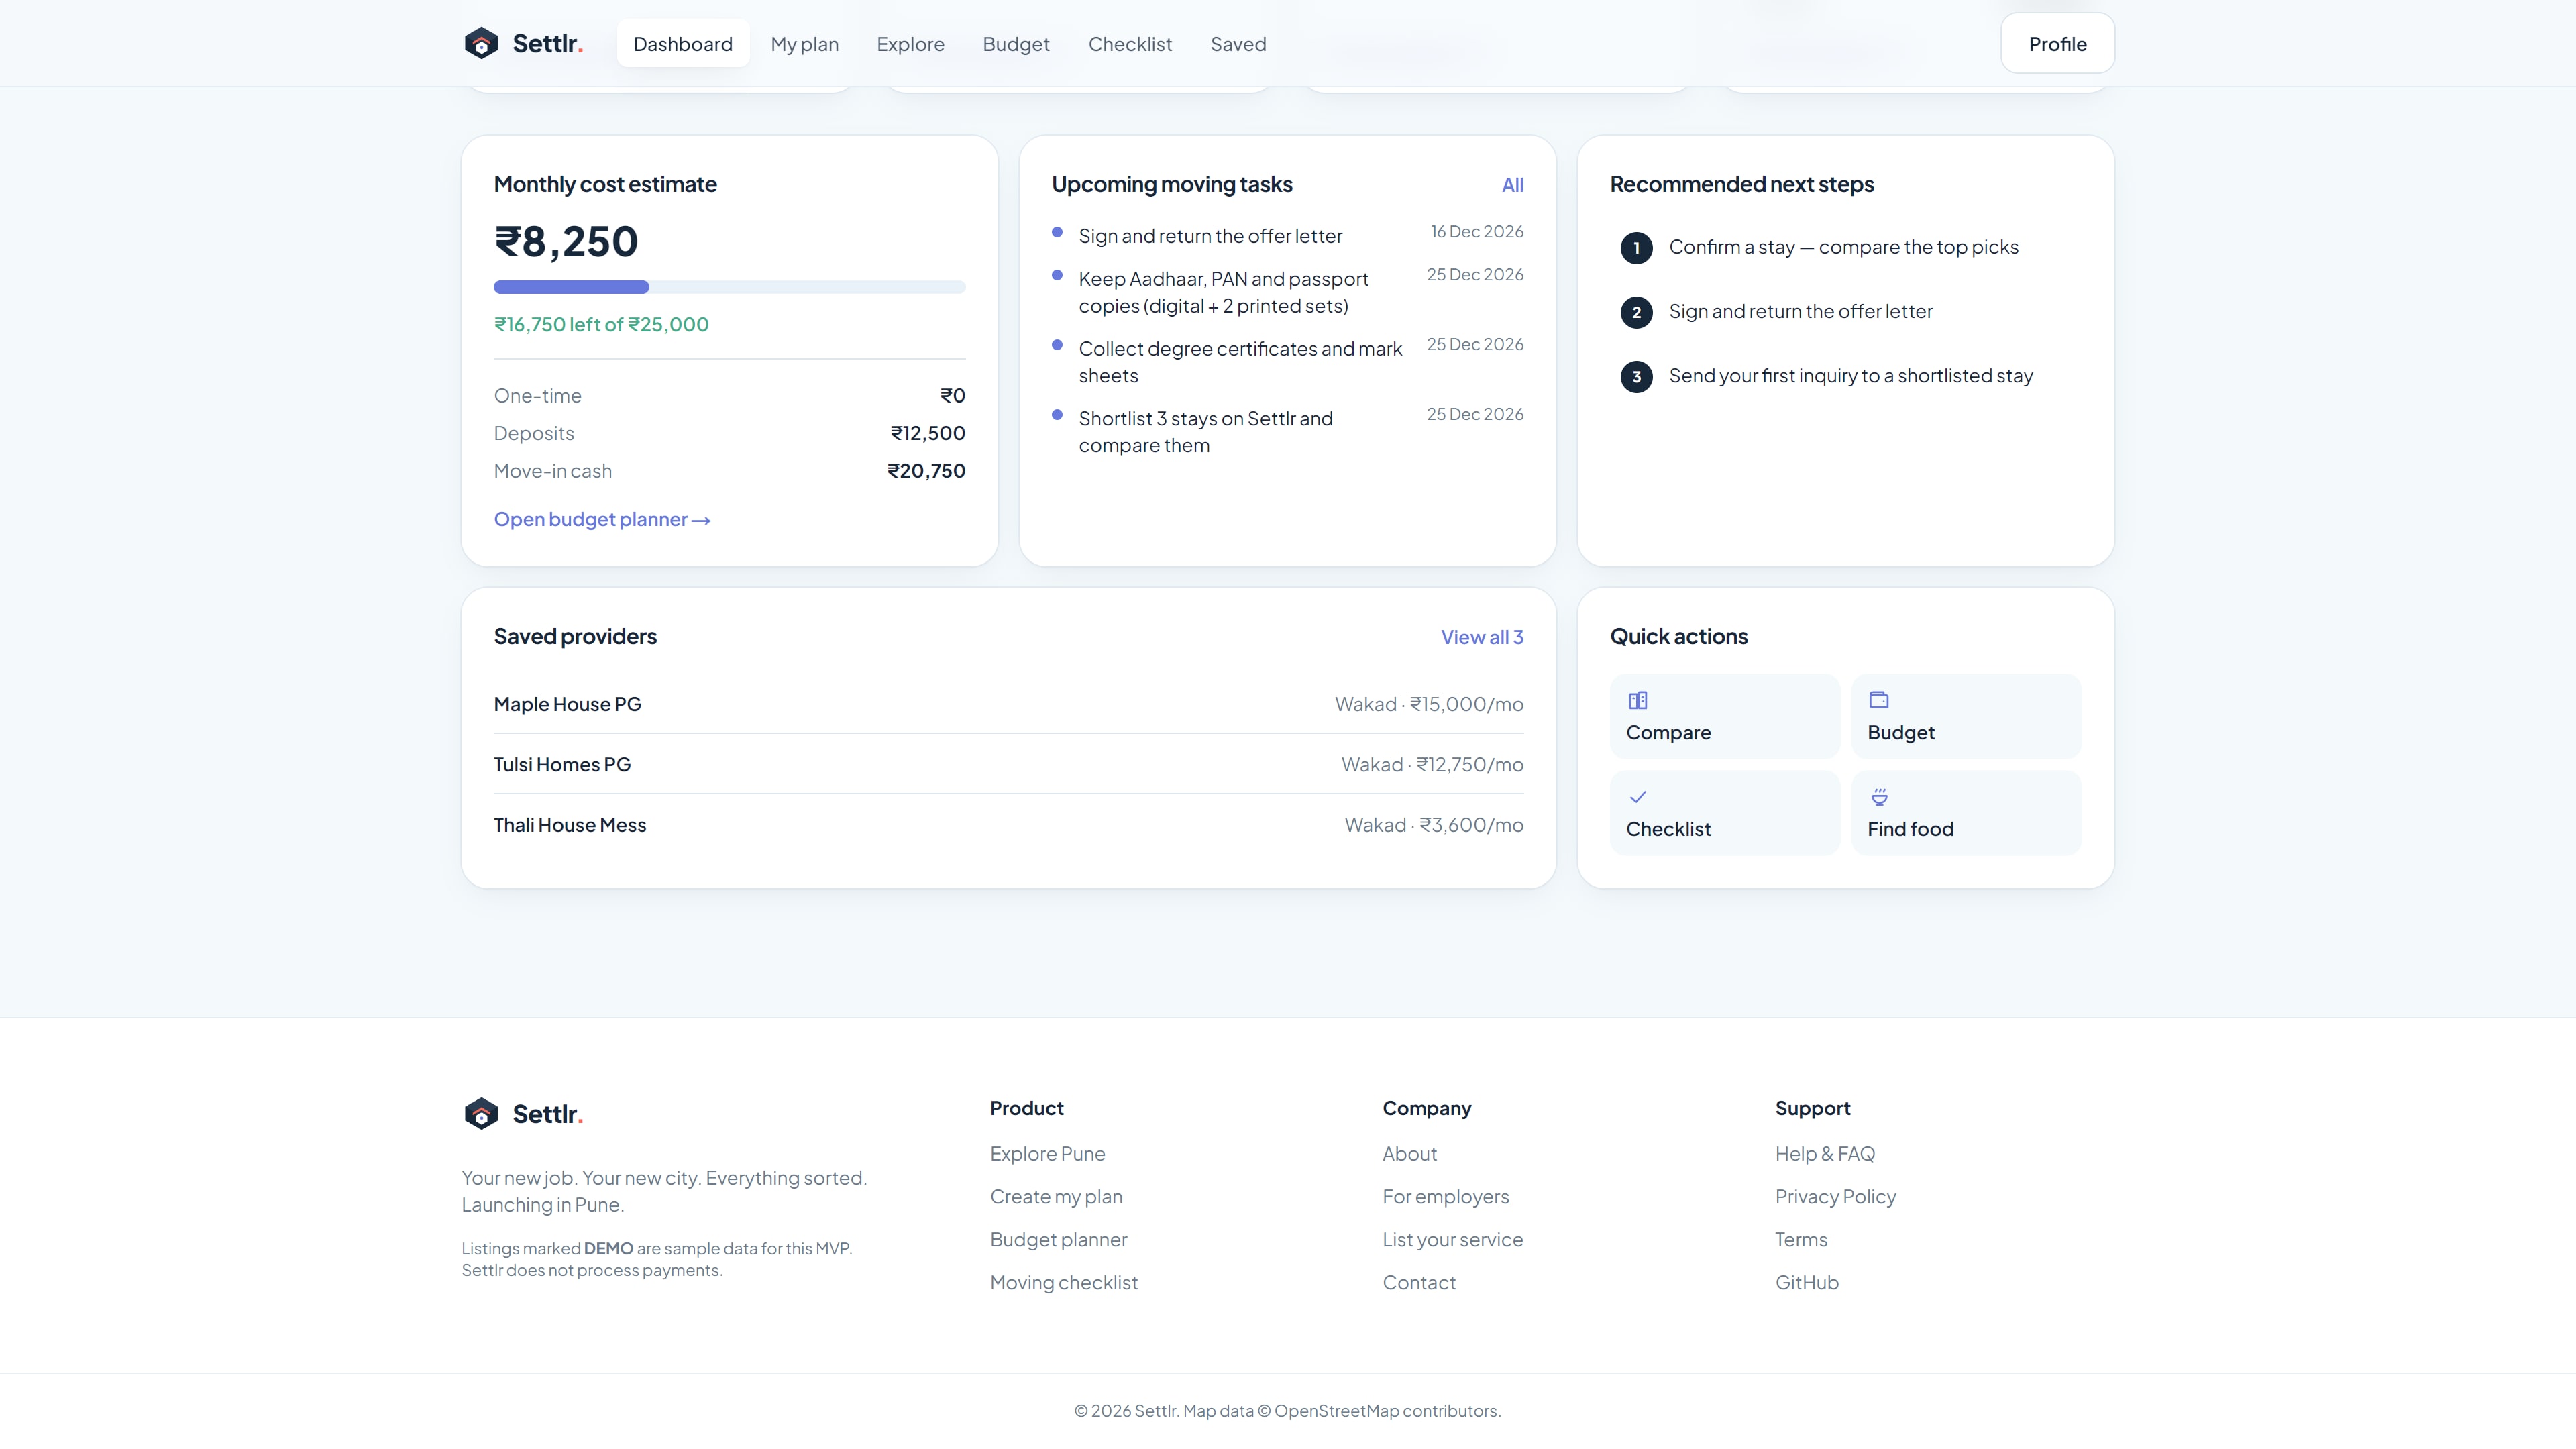 Settlr.
Dashboard
My plan
Explore
Budget
Checklist
Saved
Profile
Monthly cost estimate
₹8,250
₹16,750 left of ₹25,000
One-time ₹0
Deposits ₹12,500
Move-in cash ₹20,750
Open budget planner →
Upcoming moving tasks All
Sign and return the offer letter 16 Dec 2026
Keep Aadhaar, PAN and passport 25 Dec 2026
copies (digital + 2 printed sets)
Collect degree certificates and mark 25 Dec 2026
sheets
Shortlist 3 stays on Settlr and 25 Dec 2026
compare them
Recommended next steps
1 Confirm a stay — compare the top picks
2 Sign and return the offer letter
3 Send your first inquiry to a shortlisted stay
Saved providers View all 3
Maple House PG Wakad · ₹15,000/mo
Tulsi Homes PG Wakad · ₹12,750/mo
Thali House Mess Wakad · ₹3,600/mo
Quick actions
Compare
Budget
Checklist
Find food
Settlr.
Your new job. Your new city. Everything sorted.
Launching in Pune.
Listings marked DEMO are sample data for this MVP.
Settlr does not process payments.
Product
Explore Pune
Create my plan
Budget planner
Moving checklist
Company
About
For employers
List your service
Contact
Support
Help & FAQ
Privacy Policy
Terms
GitHub
© 2026 Settlr. Map data © OpenStreetMap contributors.